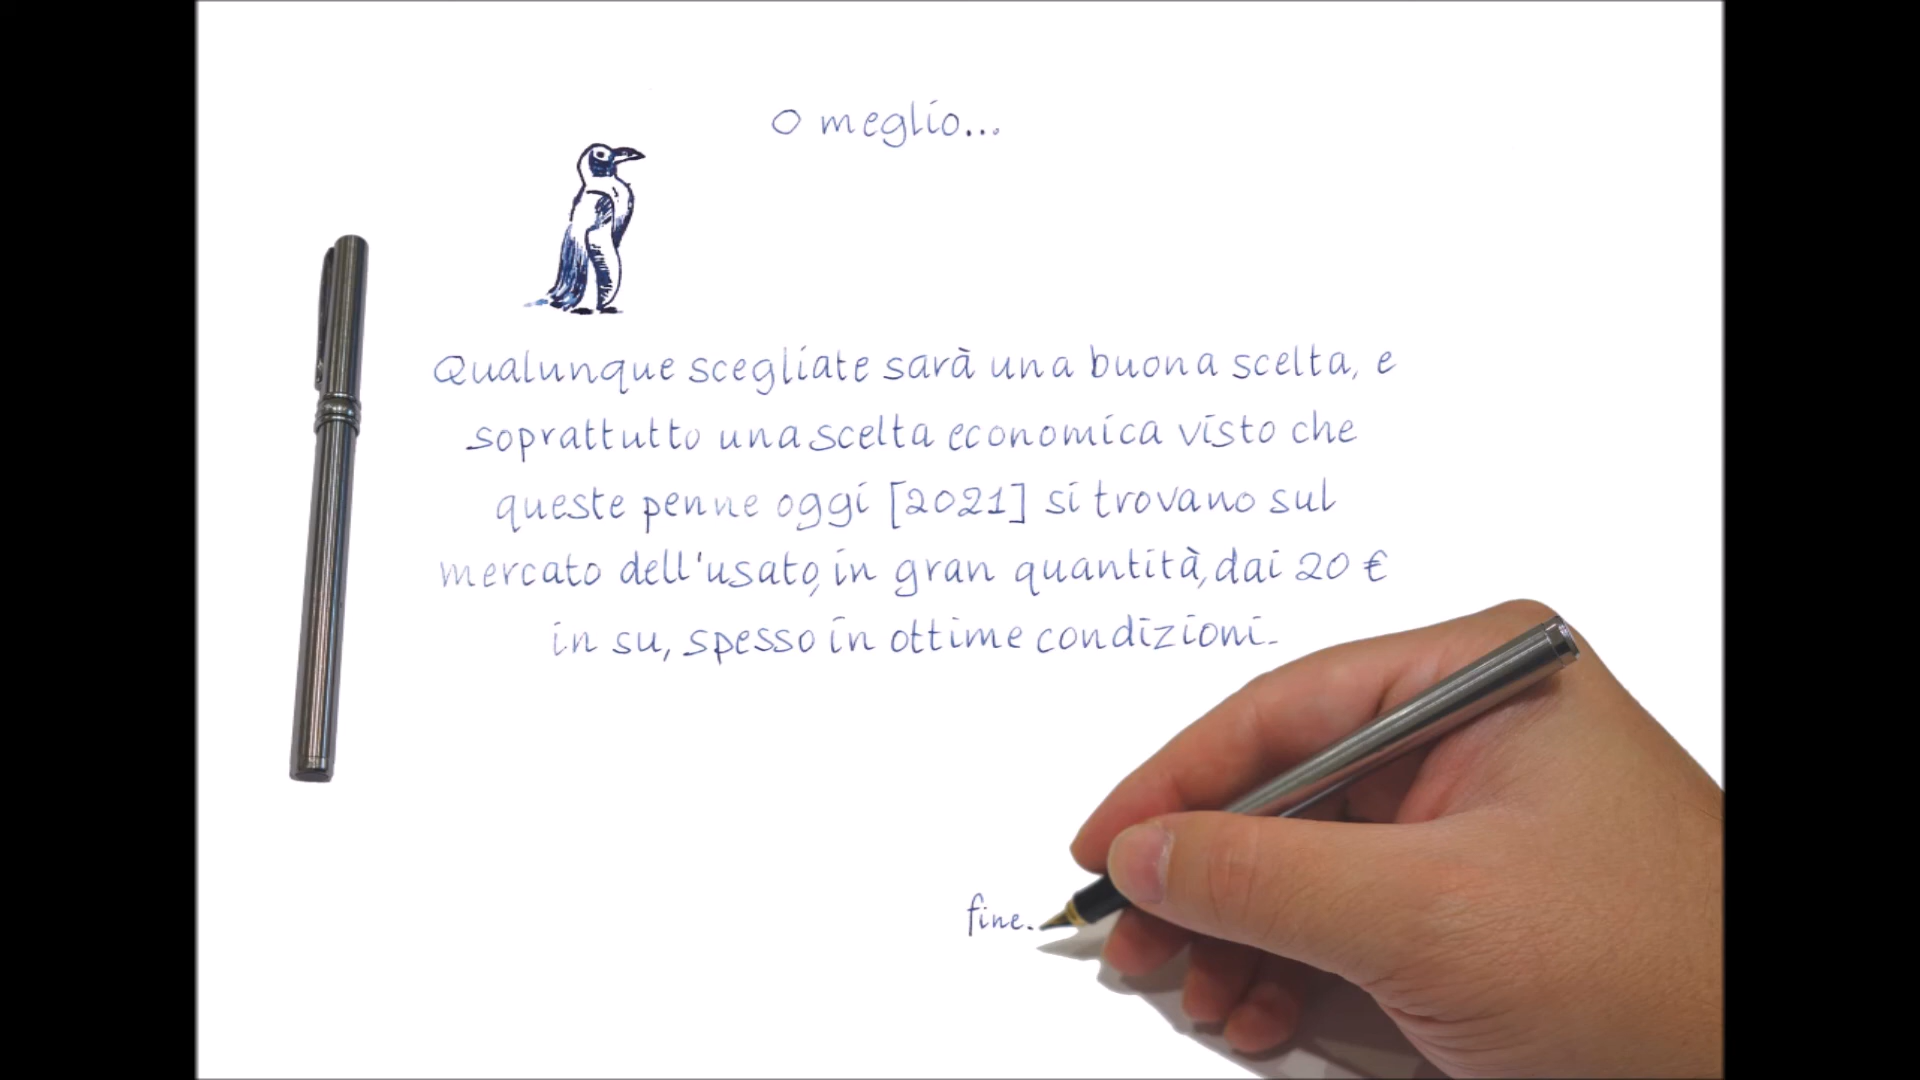 O meglio...
Qualunque scegliate sarà una buona scelta, e
soprattutto una scelta economica visto che
queste penne oggi [2021] si trovano sul
mercato dell'usato, in gran quantità, dai 20 €
in su, spesso in ottime condizioni.
fine.